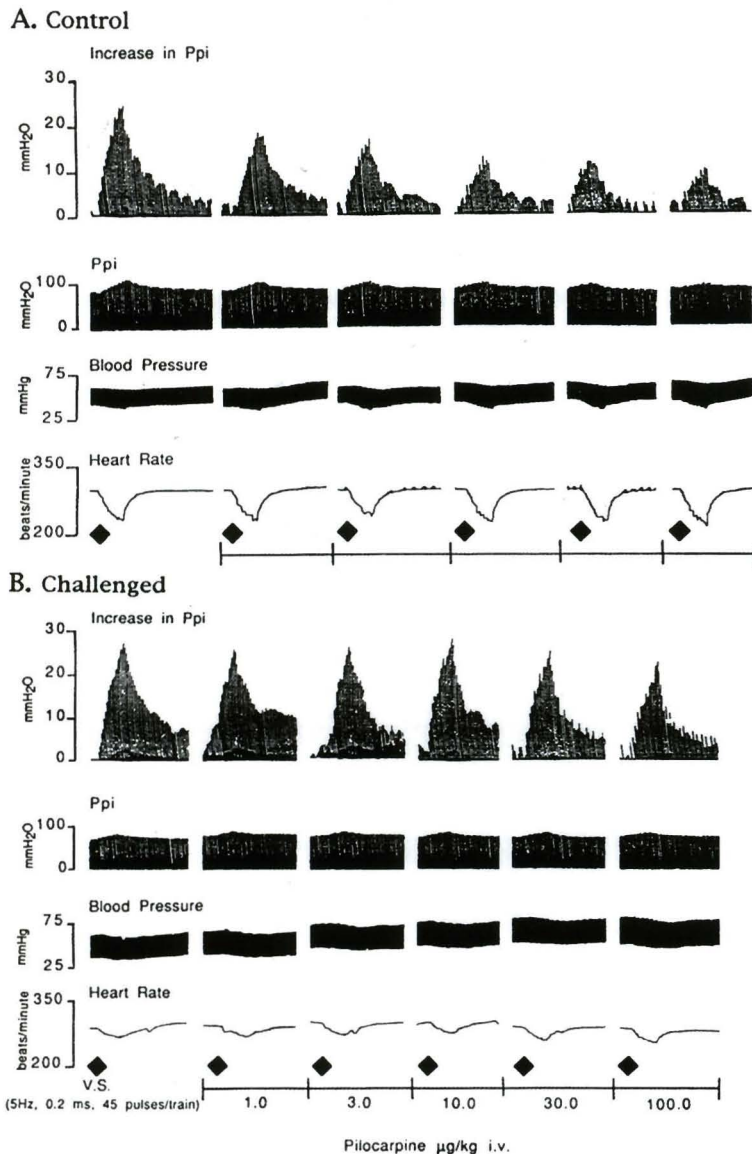 A. Control
Increase in Ppi
30
20
10
0
mmH2O
Ppi
100
0
mmH2O
Blood Pressure
75
25
mmHg
Heart Rate
350
200
beats/minute
B. Challenged
Increase in Ppi
30
20
10
0
mmH2O
Ppi
100
0
mmH2O
Blood Pressure
75
25
mmHg
Heart Rate
350
200
beats/minute
V.S.
(5Hz, 0.2 ms, 45 pulses/train)
1.0 3.0 10.0 30.0 100.0
Pilocarpine µg/kg i.v.